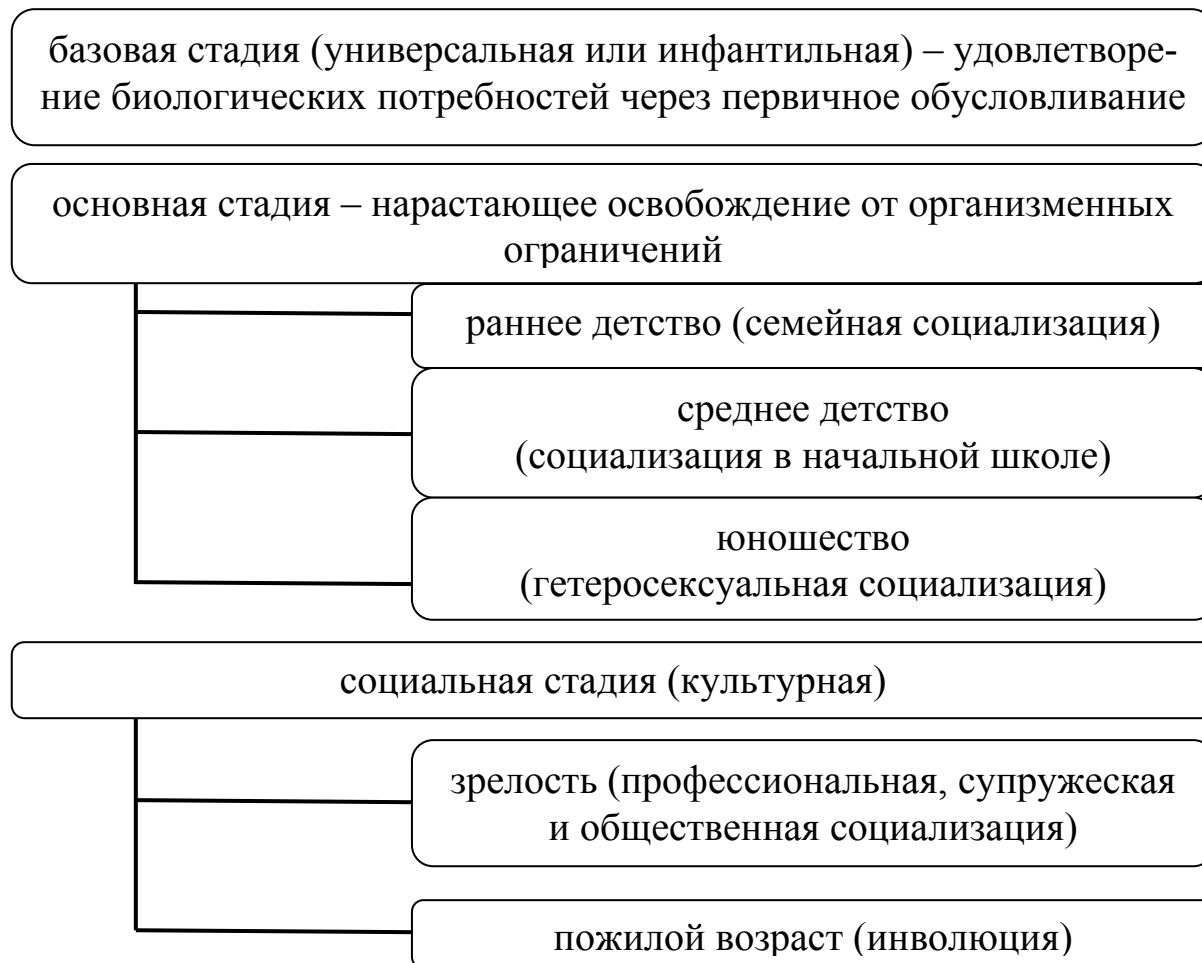 базовая стадия (универсальная или инфантильная) – удовлетворе-
ние биологических потребностей через первичное обусловливание
основная стадия – нарастающее освобождение от организменных
ограничений
раннее детство (семейная социализация)
среднее детство
(социализация в начальной школе)
юношество
(гетеросексуальная социализация)
социальная стадия (культурная)
зрелость (профессиональная, супружеская
и общественная социализация)
пожилой возраст (инволюция)